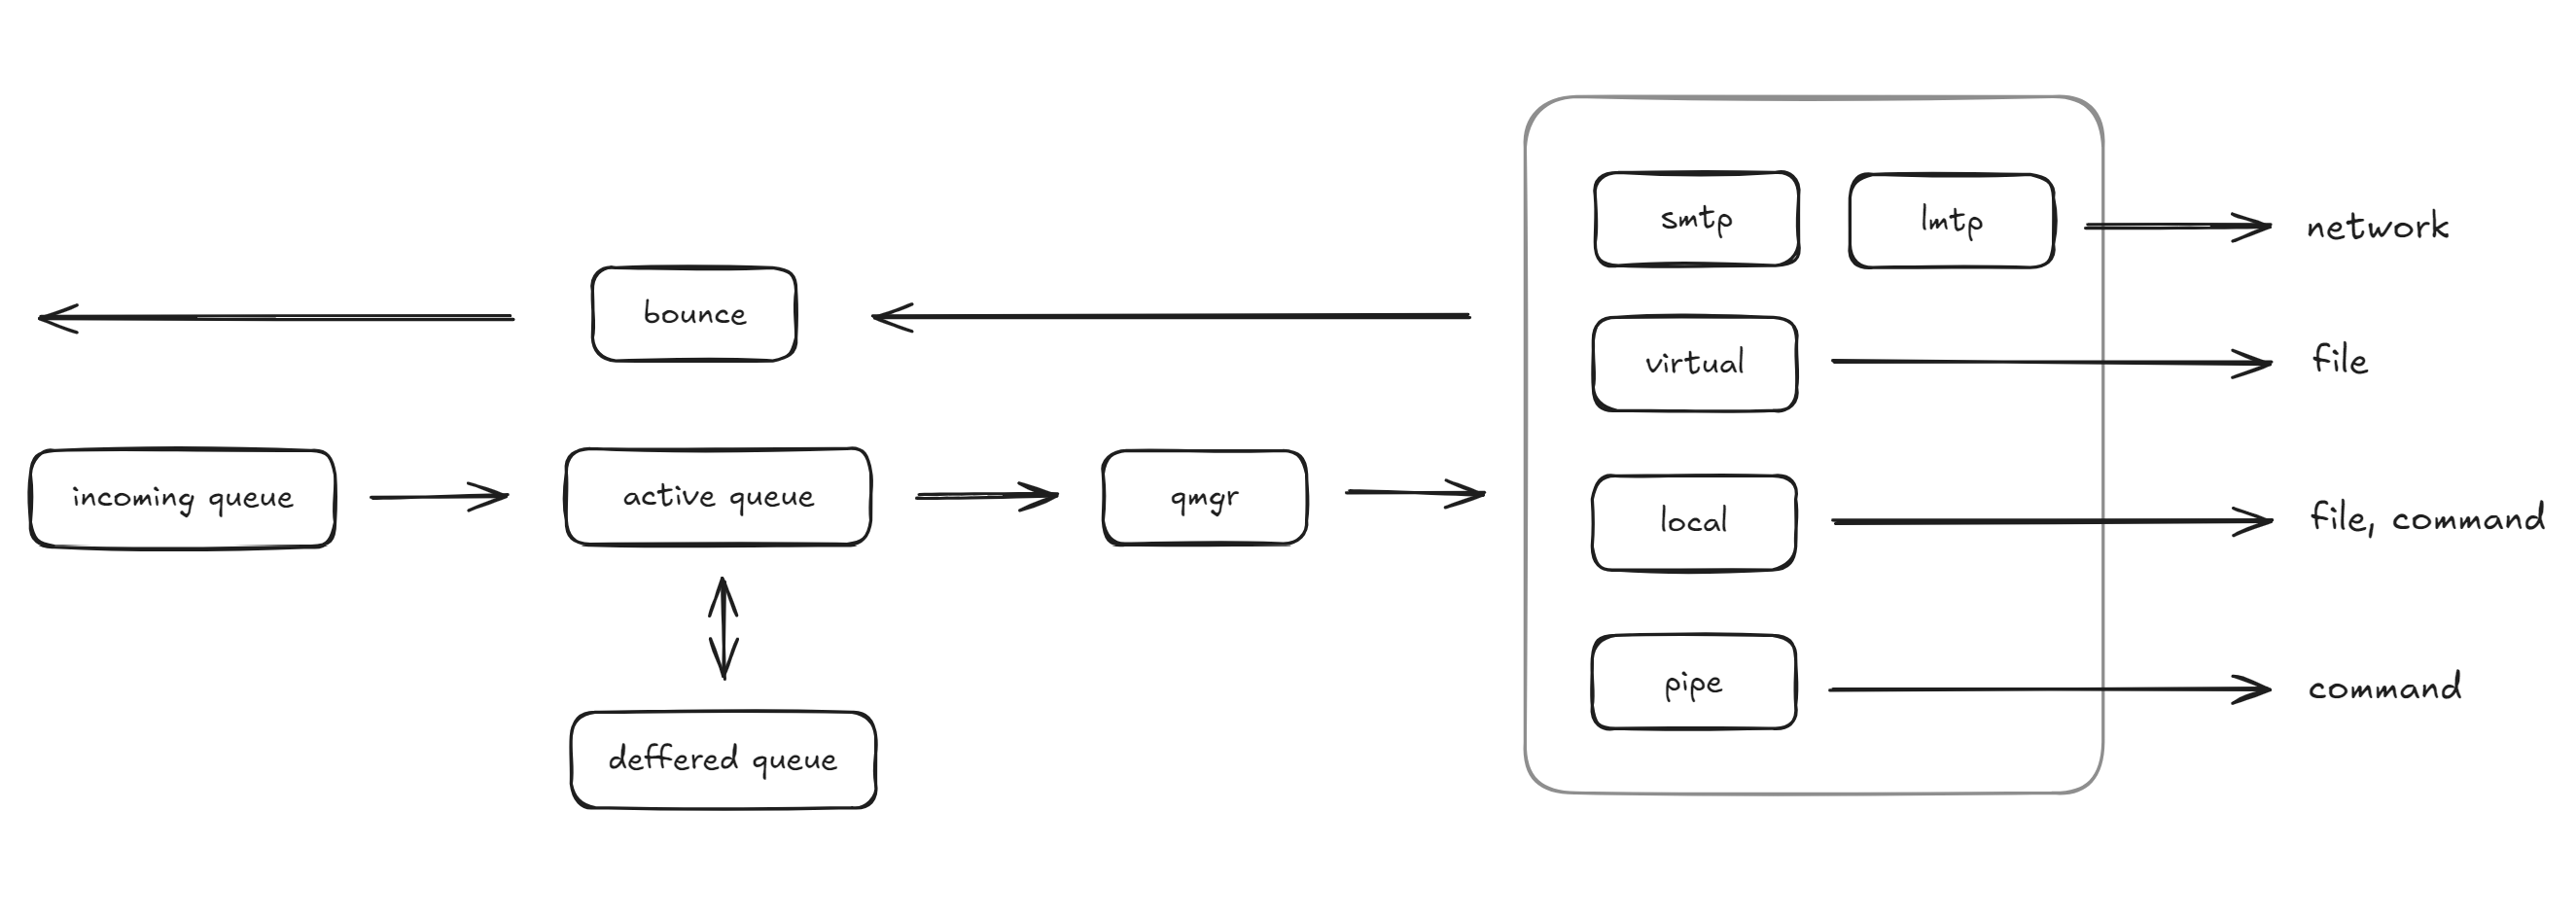 smtp
lmtp
network
bounce
virtual
file
incoming queue
active queue
qmgr
local
file, command
pipe
command
deffered queue